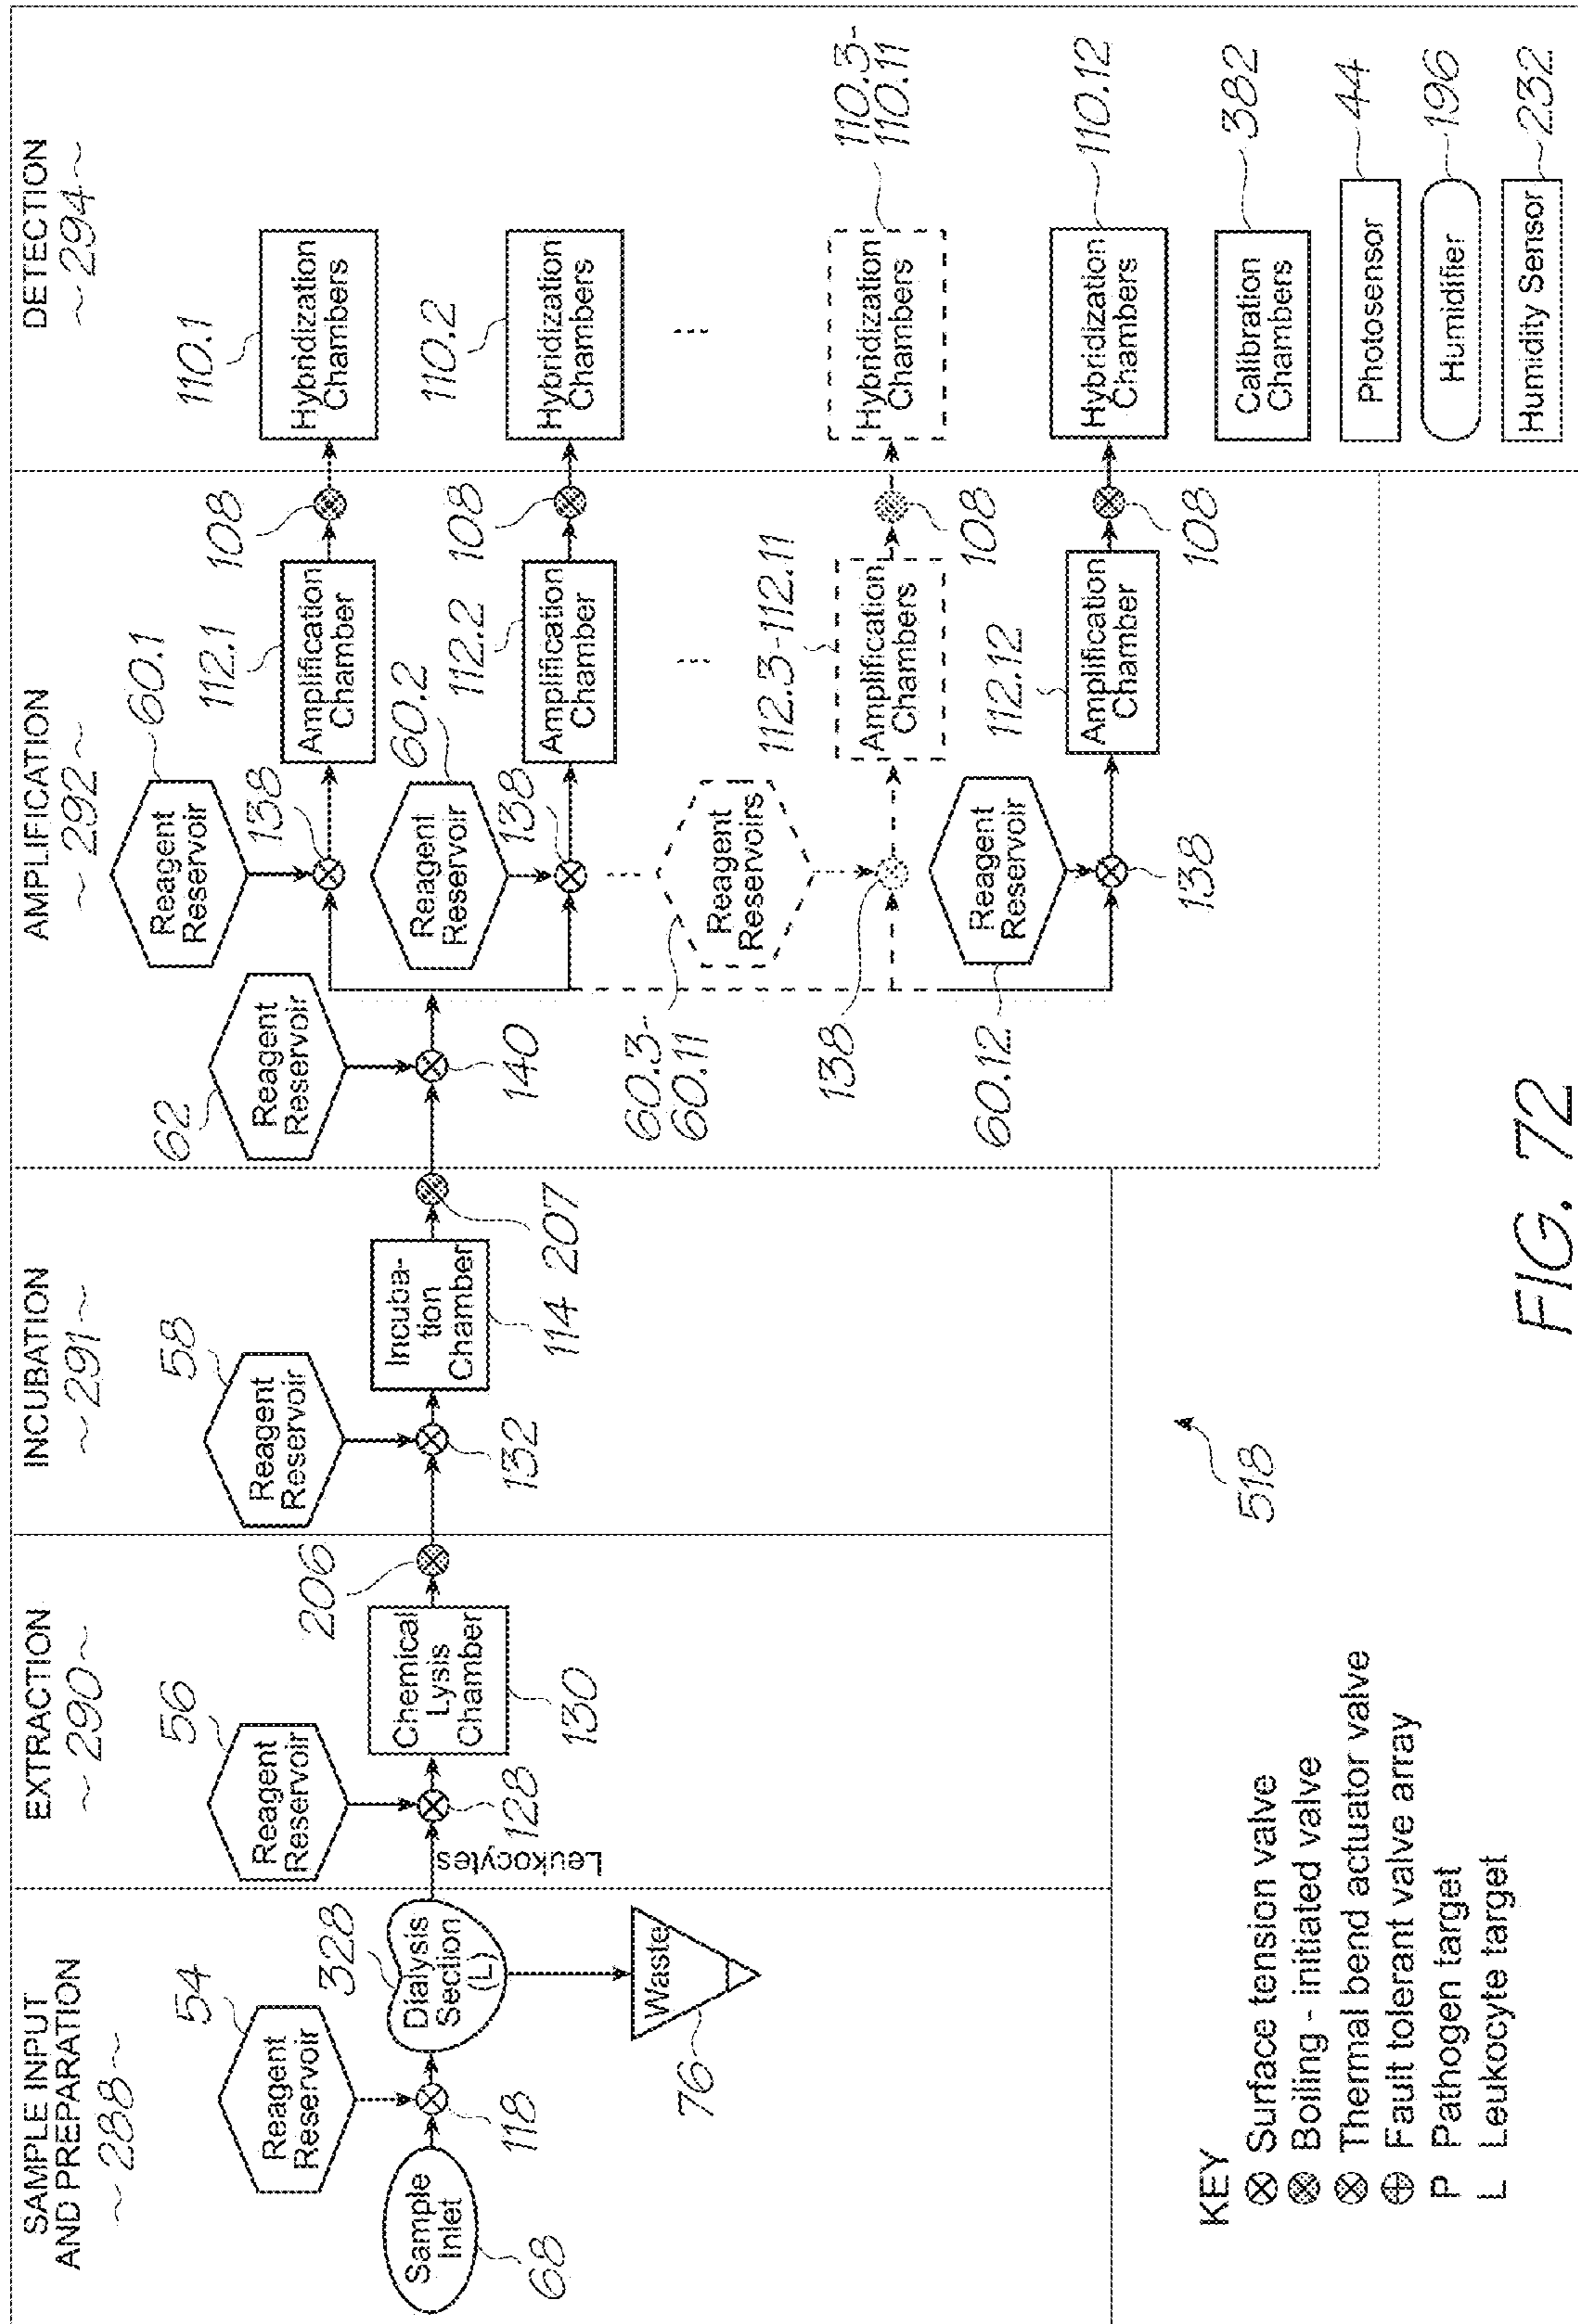 SAMPLE INPUT
AND PREPARATION
~288~
EXTRACTION
~290~
INCUBATION
~291~
AMPLIFICATION
~292~
DETECTION
~294~
Sample
Inlet
68
54
Reagent
Reservoir
118
328
Dialysis
Section
(L)
Waste
76
Leukocytes
56
Reagent
Reservoir
128
Chemical
Lysis
Chamber
130
206
58
Reagent
Reservoir
132
Incuba-
tion
Chamber
114
207
62
Reagent
Reservoir
140
60.1
Reagent
Reservoir
138
112.1
Amplification
Chamber
108
110.1
Hybridization
Chambers
60.2
Reagent
Reservoir
138
112.2
Amplification
Chamber
108
110.2
Hybridization
Chambers
60.3-
60.11
Reagent
Reservoirs
138
112.3-112.11
Amplification
Chambers
108
110.3-
110.11
Hybridization
Chambers
60.12
Reagent
Reservoir
138
112.12
Amplification
Chamber
108
110.12
Hybridization
Chambers
Calibration
Chambers
382
Photosensor
44
Humidifier
196
Humidity Sensor
232
518
KEY
Surface tension valve
Boiling - initiated valve
Thermal bend actuator valve
Fault tolerant valve array
P Pathogen target
L Leukocyte target
FIG. 72